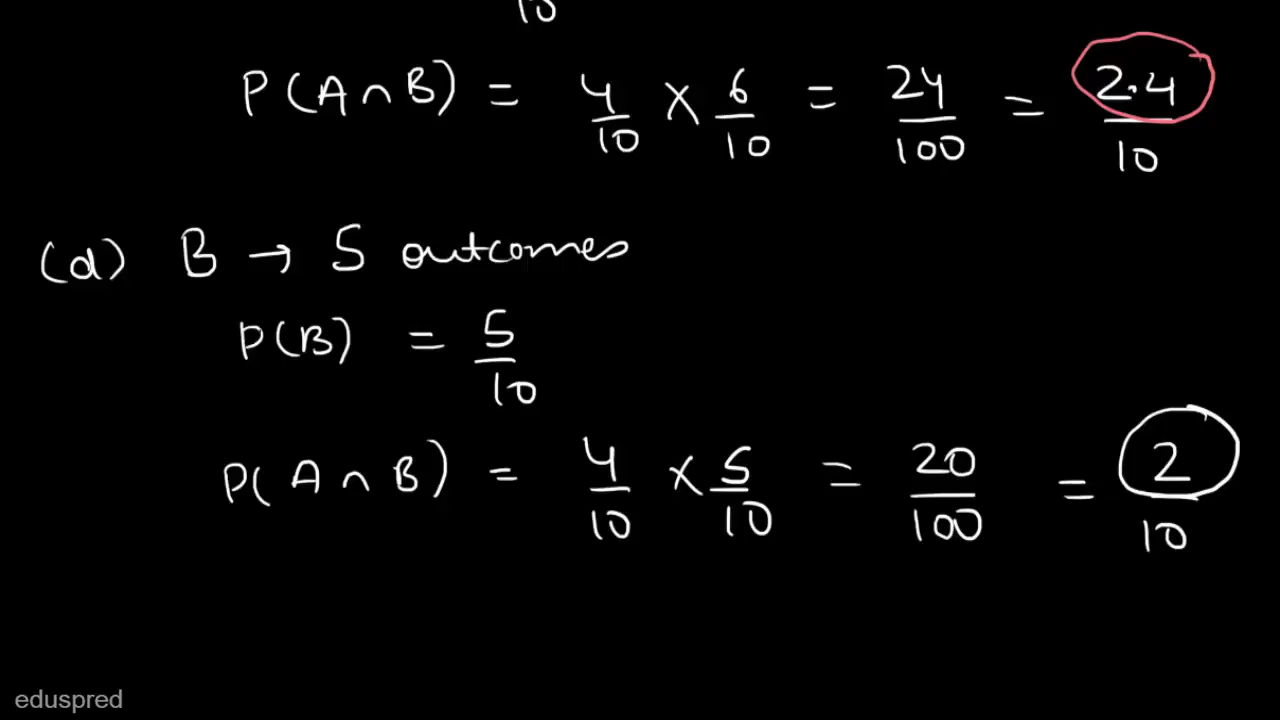 10
P(A∩B) = 4/10 × 6/10 = 24/100 = 2.4/10
(d) B → 5 outcomes
P(B) = 5/10
P(A∩B) = 4/10 × 5/10 = 20/100 = 2/10
eduspred